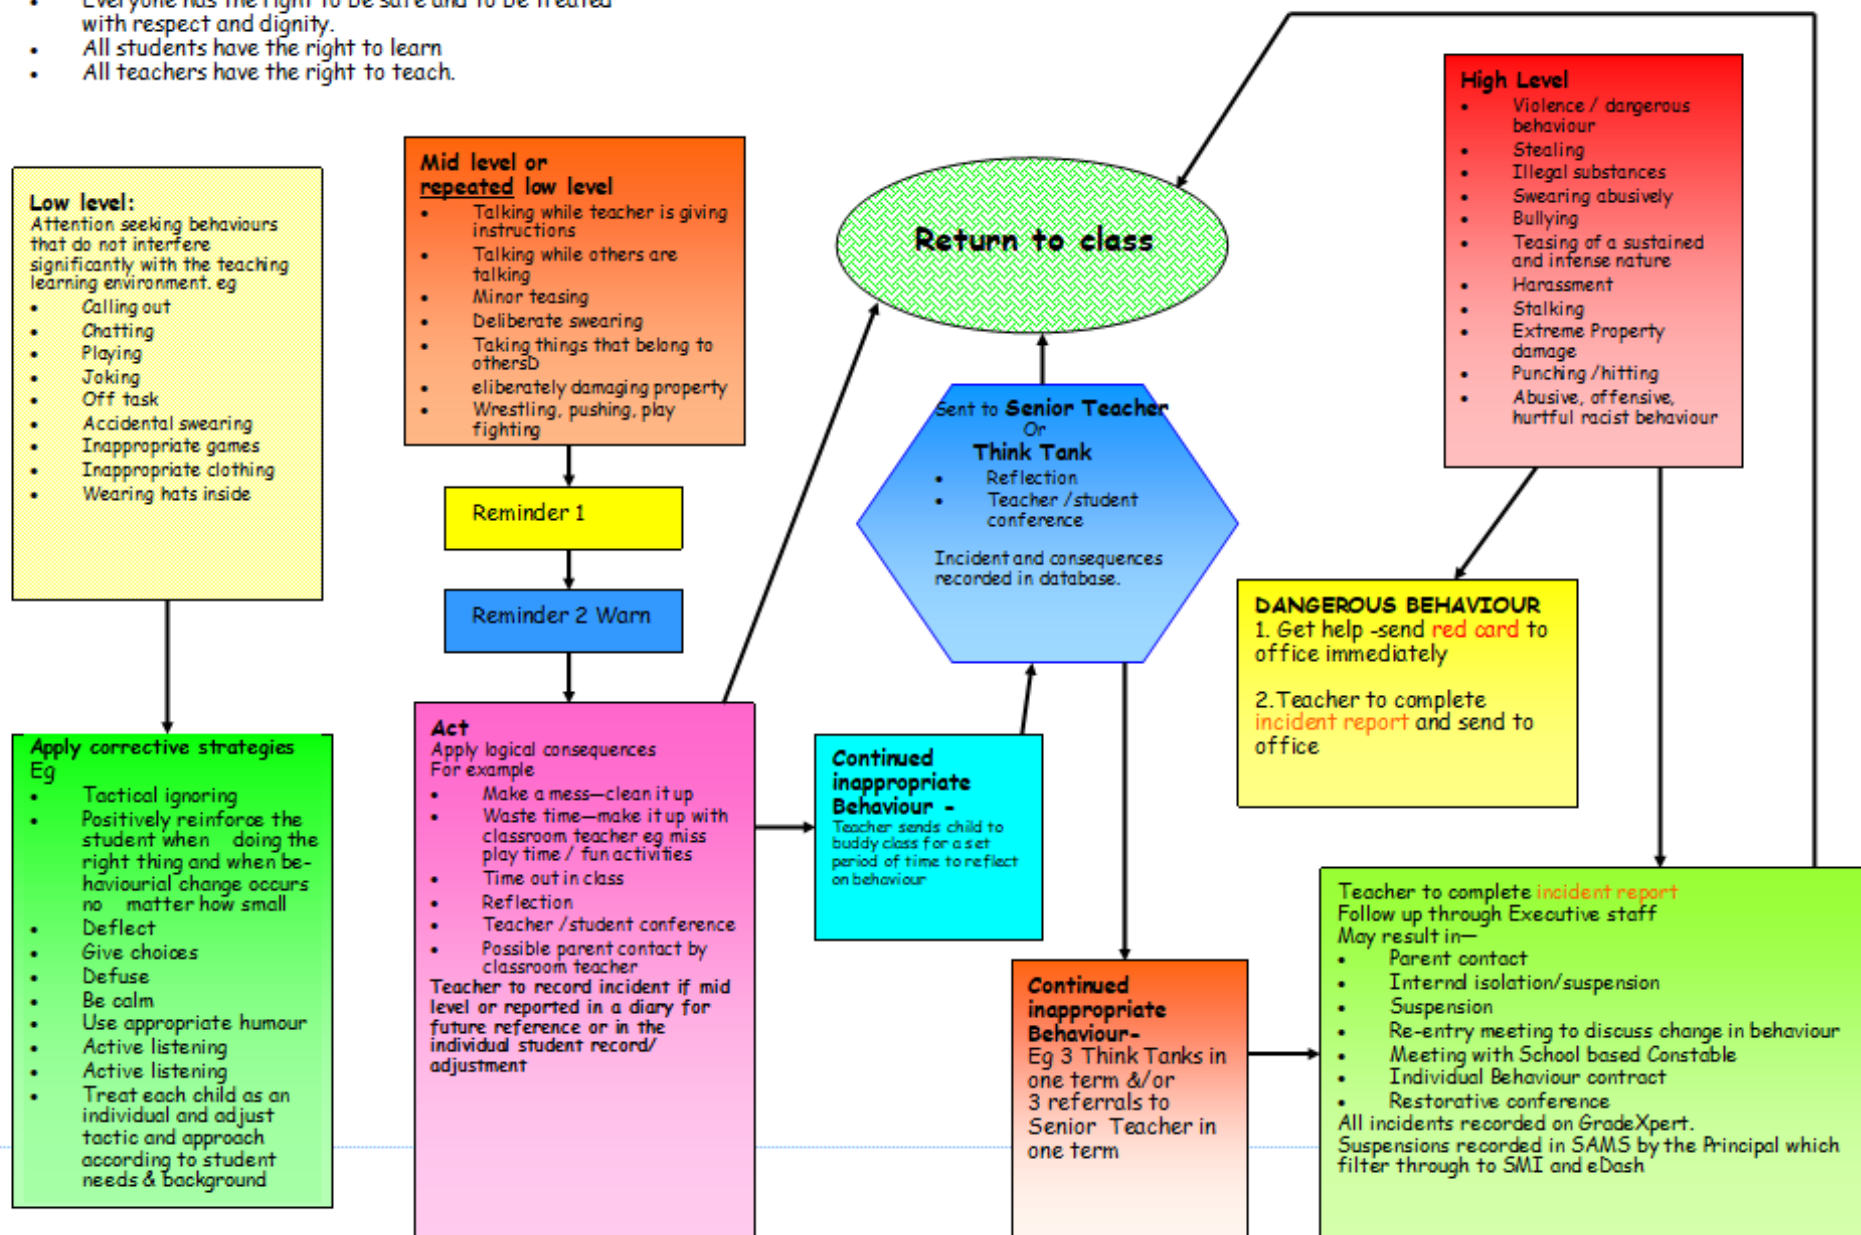 Everyone has the right to be safe and to be treated
with respect and dignity.
All students have the right to learn
All teachers have the right to teach.
Low level:
Attention seeking behaviours
that do not interfere
significantly with the teaching
learning environment. eg
Calling out
Chatting
Playing
Joking
Off task
Accidental swearing
Inappropriate games
Inappropriate clothing
Wearing hats inside
Apply corrective strategies
Eg
Tactical ignoring
Positively reinforce the
student when doing the
right thing and when be-
haviourial change occurs
no matter how small
Deflect
Give choices
Defuse
Be calm
Use appropriate humour
Active listening
Active listening
Treat each child as an
individual and adjust
tactic and approach
according to student
needs & background
Mid level or
repeated low level
Talking while teacher is giving
instructions
Talking while others are
talking
Minor teasing
Deliberate swearing
Taking things that belong to
othersD
eliberately damaging property
Wrestling, pushing, play
fighting
Reminder 1
Reminder 2 Warn
Act
Apply logical consequences
For example
Make a mess—clean it up
Waste time—make it up with
classroom teacher eg miss
play time / fun activities
Time out in class
Reflection
Teacher /student conference
Possible parent contact by
classroom teacher
Teacher to record incident if mid
level or reported in a diary for
future reference or in the
individual student record/
adjustment
Return to class
Sent to Senior Teacher
Or
Think Tank
Reflection
Teacher /student
conference
Incident and consequences
recorded in database.
Continued
inappropriate
Behaviour -
Teacher sends child to
buddy class for a set
period of time to reflect
on behaviour
Continued
inappropriate
Behaviour-
Eg 3 Think Tanks in
one term &/or
3 referrals to
Senior Teacher in
one term
High Level
Violence / dangerous
behaviour
Stealing
Illegal substances
Swearing abusively
Bullying
Teasing of a sustained
and intense nature
Harassment
Stalking
Extreme Property
damage
Punching /hitting
Abusive, offensive,
hurtful racist behaviour
DANGEROUS BEHAVIOUR
1. Get help -send red card to
office immediately
2. Teacher to complete
incident report and send to
office
Teacher to complete incident report
Follow up through Executive staff
May result in—
Parent contact
Internal isolation/suspension
Suspension
Re-entry meeting to discuss change in behaviour
Meeting with School based Constable
Individual Behaviour contract
Restorative conference
All incidents recorded on GradeXpert.
Suspensions recorded in SAMS by the Principal which
filter through to SMI and eDash